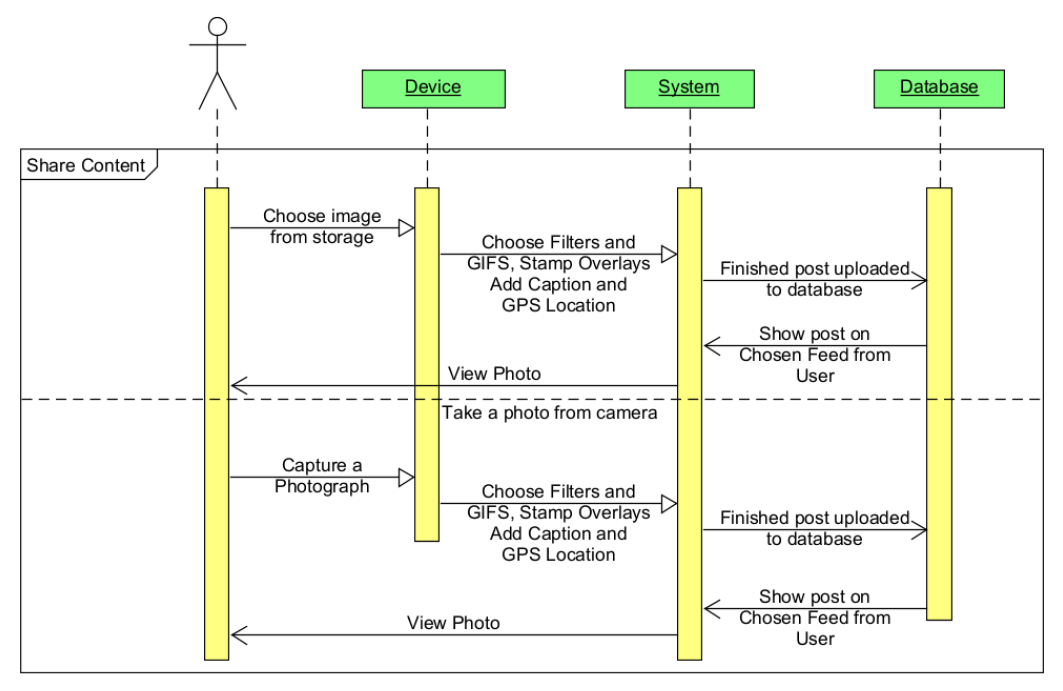 Device
System
Database
Share Content
Choose image
from storage
Choose Filters and
GIFS, Stamp Overlays
Add Caption and
GPS Location
Finished post uploaded
to database
Show post on
Chosen Feed from
User
View Photo
Take a photo from camera
Capture a
Photograph
Choose Filters and
GIFS, Stamp Overlays
Add Caption and
GPS Location
Finished post uploaded
to database
Show post on
Chosen Feed from
User
View Photo